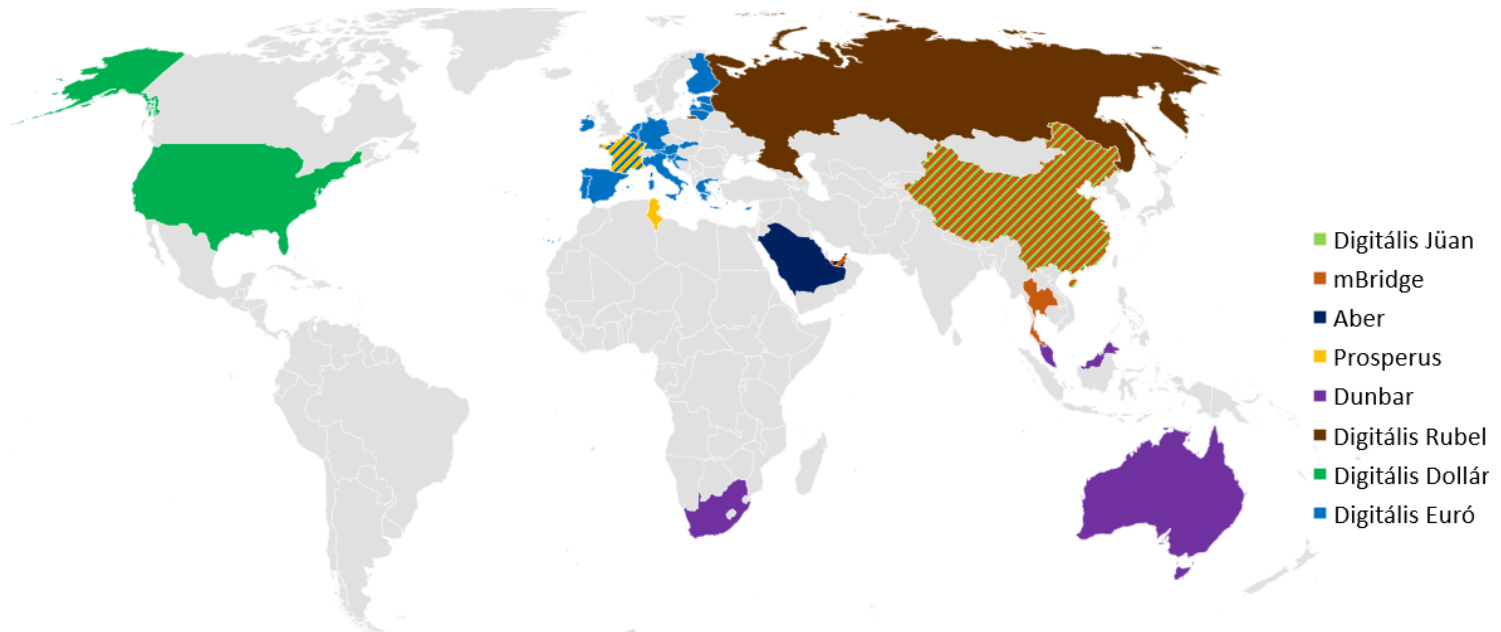 Digitális Jüan
mBridge
Aber
Prosperus
Dunbar
Digitális Rubel
Digitális Dollár
Digitális Euró